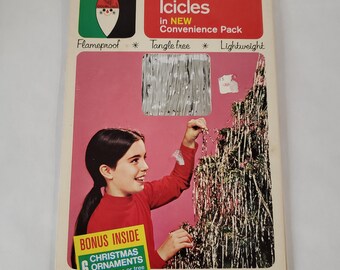 Icicles
in NEW
Convenience Pack
Flameproof * Tangle free * Lightweight
BONUS INSIDE
6 CHRISTMAS
ORNAMENTS